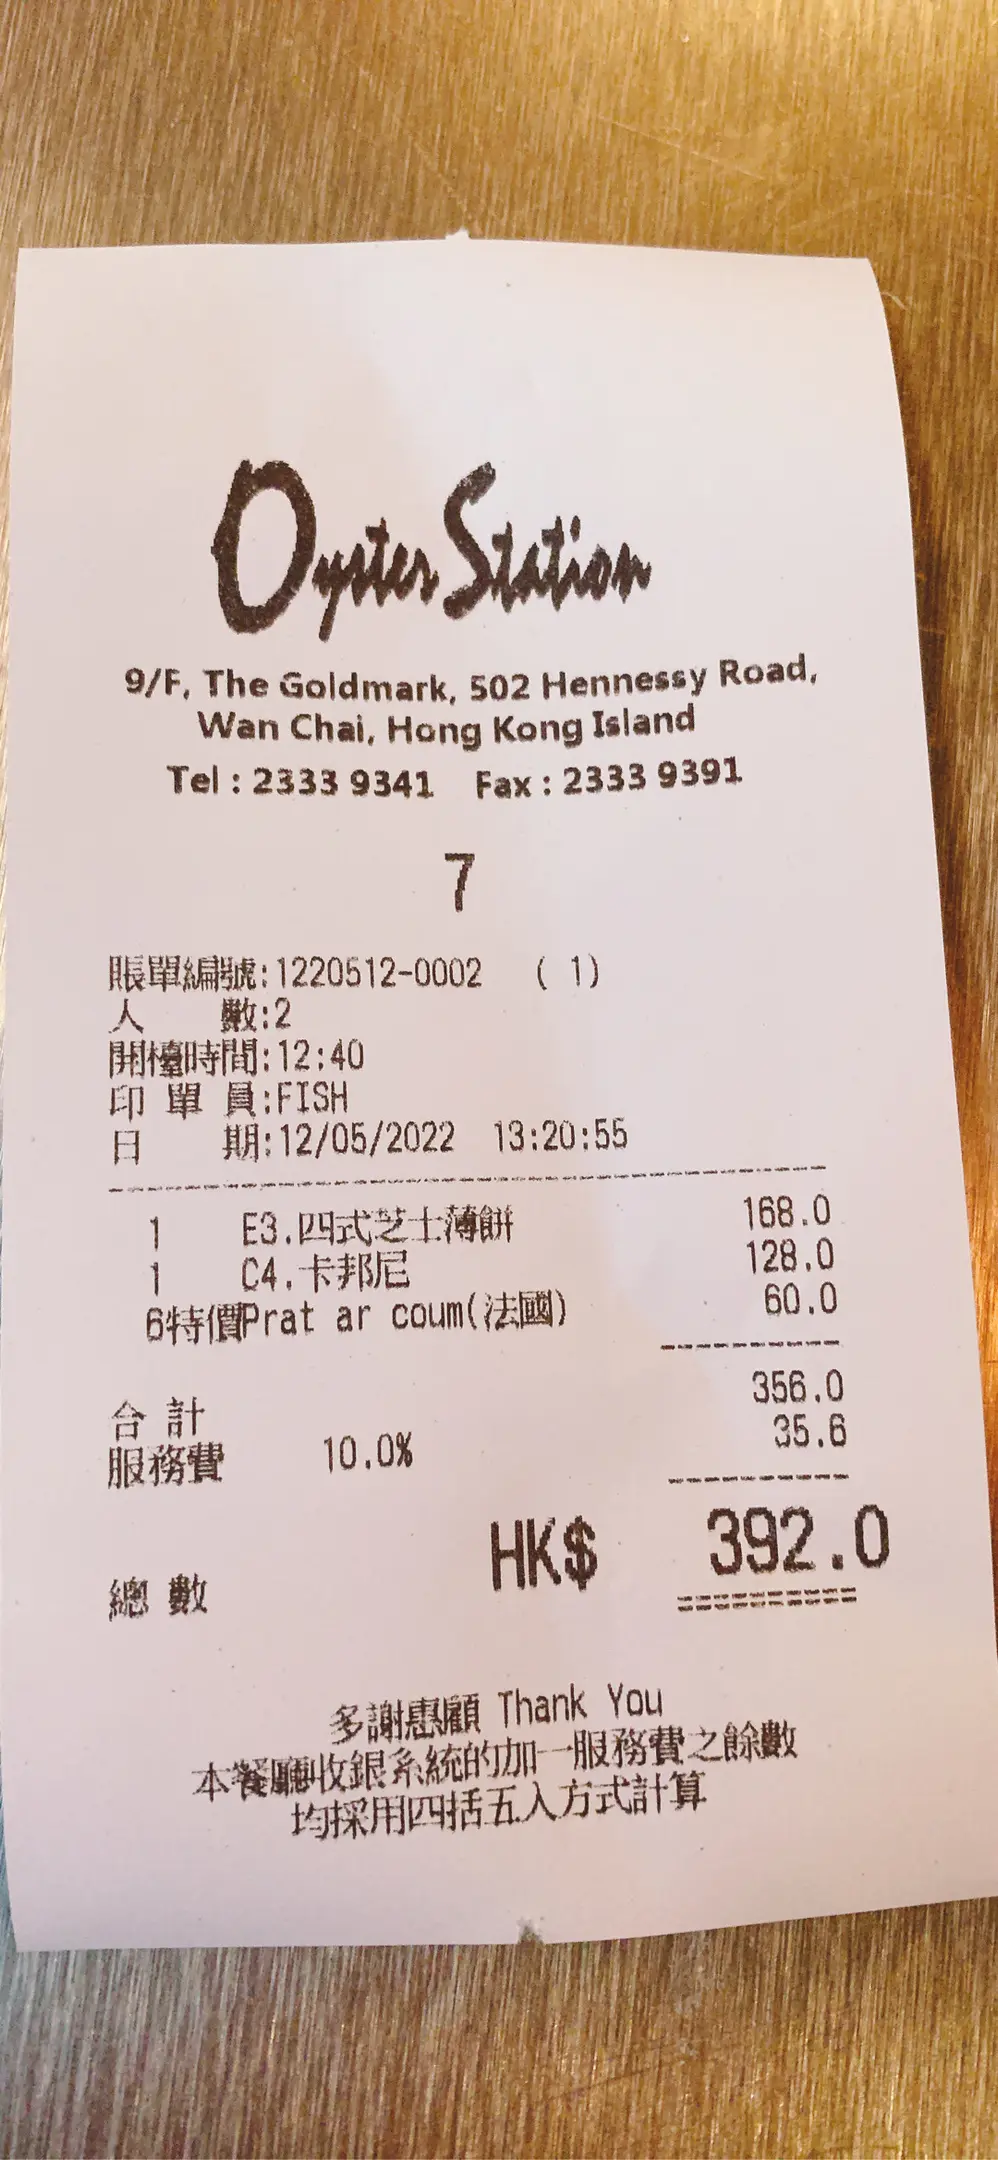 Oyster Station
9/F, The Goldmark, 502 Hennessy Road,
Wan Chai, Hong Kong Island
Tel : 2333 9341 Fax : 2333 9391
7
賬單編號:1220512-0002 ( 1)
人 數:2
開檯時間:12:40
印 單 員:FISH
日 期:12/05/2022 13:20:55
1 E3.四式芝士薄餅 168.0
1 C4.卡邦尼 128.0
6特價Prat ar coum(法國) 60.0
合 計 356.0
服務費 10.0% 35.6
總 數 HK$ 392.0
多謝惠顧 Thank You
本餐廳收銀系統的加一服務費之餘數
均採用四括五入方式計算